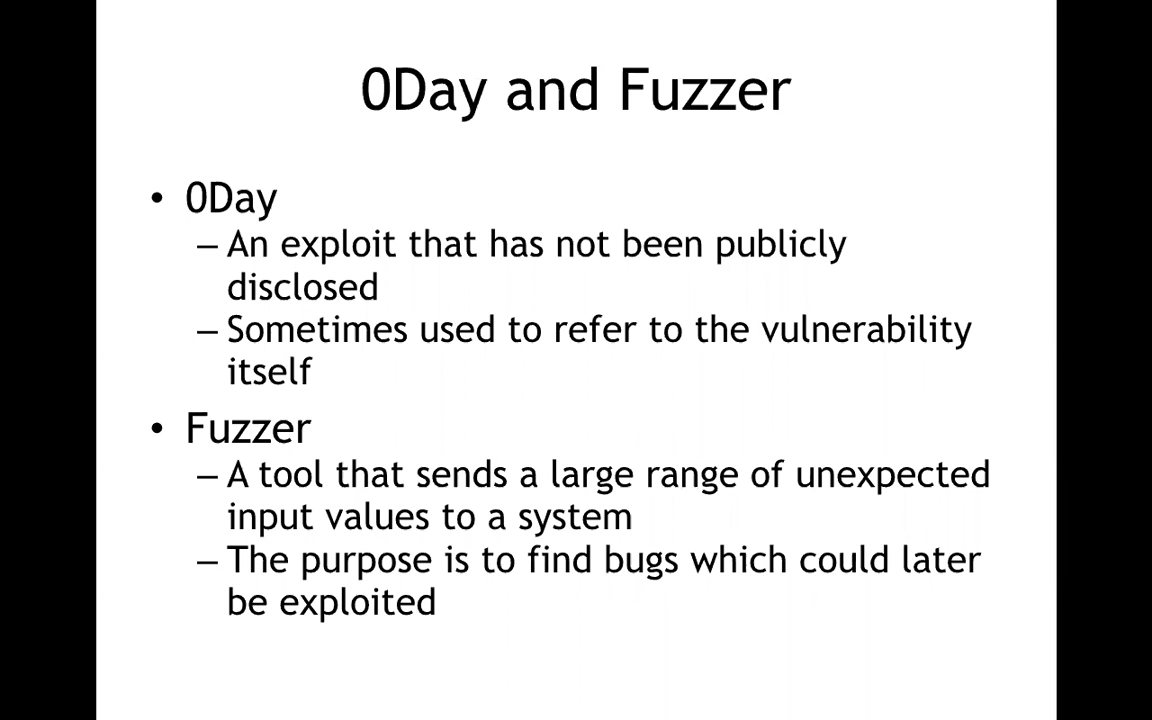 0Day and Fuzzer
• 0Day
– An exploit that has not been publicly
disclosed
– Sometimes used to refer to the vulnerability
itself
• Fuzzer
– A tool that sends a large range of unexpected
input values to a system
– The purpose is to find bugs which could later
be exploited